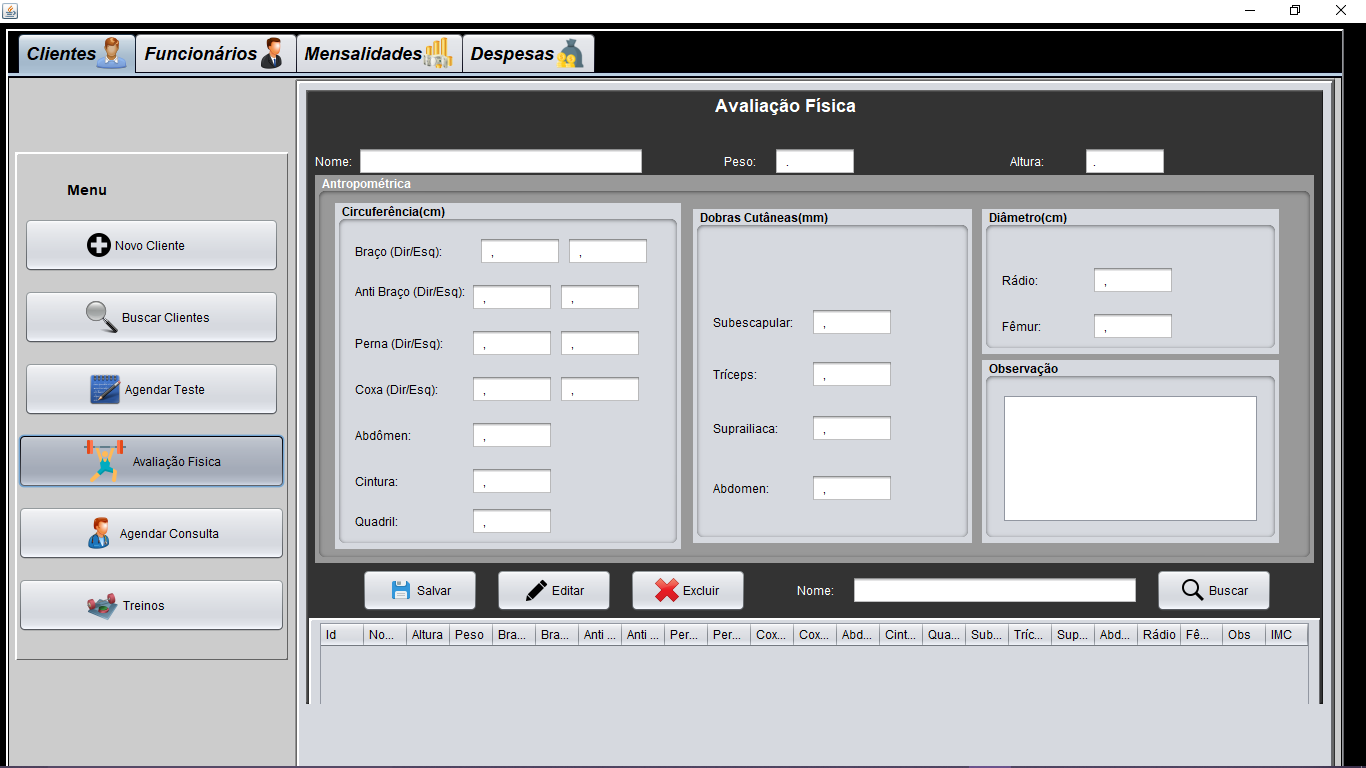 Clientes Funcionários Mensalidades Despesas
Avaliação Física
Nome: Peso: . Altura: .
Antropométrica
Menu
Novo Cliente
Buscar Clientes
Agendar Teste
Avaliação Fisica
Agendar Consulta
Treinos
Circuferência(cm)
Braço (Dir/Esq): , ,
Anti Braço (Dir/Esq): , ,
Perna (Dir/Esq): , ,
Coxa (Dir/Esq): , ,
Abdômen: ,
Cintura: ,
Quadril: ,
Dobras Cutâneas(mm)
Subescapular: ,
Tríceps: ,
Suprailiaca: ,
Abdomen: ,
Diâmetro(cm)
Rádio: ,
Fêmur: ,
Observação
Salvar Editar Excluir Nome: Buscar
Id No... Altura Peso Bra... Bra... Anti ... Anti ... Per... Per... Cox... Cox... Abd... Cint... Qua... Sub... Tríc... Sup... Abd... Rádio Fê... Obs IMC